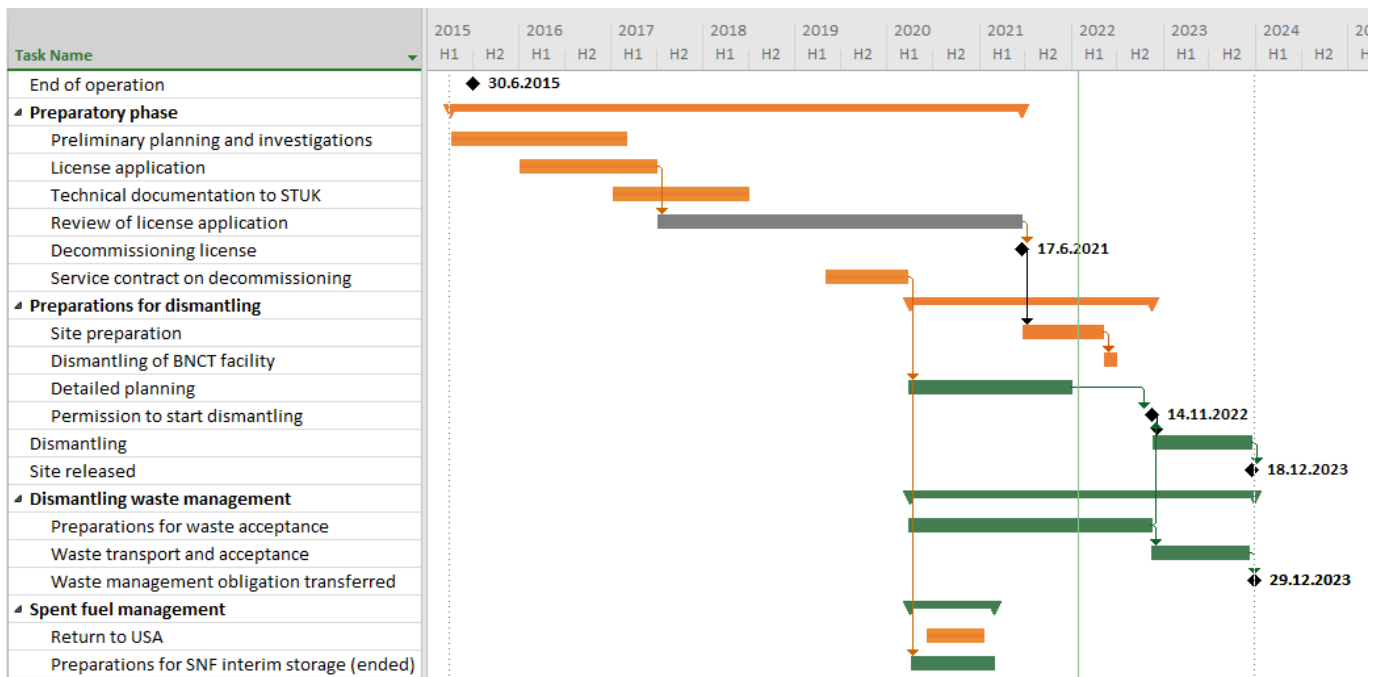 2015 2016 2017 2018 2019 2020 2021 2022 2023 2024
Task Name H1 H2 H1 H2 H1 H2 H1 H2 H1 H2 H1 H2 H1 H2 H1 H2 H1 H2 H1 H2
End of operation 30.6.2015
Preparatory phase
Preliminary planning and investigations
License application
Technical documentation to STUK
Review of license application
Decommissioning license 17.6.2021
Service contract on decommissioning
Preparations for dismantling
Site preparation
Dismantling of BNCT facility
Detailed planning
Permission to start dismantling 14.11.2022
Dismantling
Site released 18.12.2023
Dismantling waste management
Preparations for waste acceptance
Waste transport and acceptance
Waste management obligation transferred 29.12.2023
Spent fuel management
Return to USA
Preparations for SNF interim storage (ended)